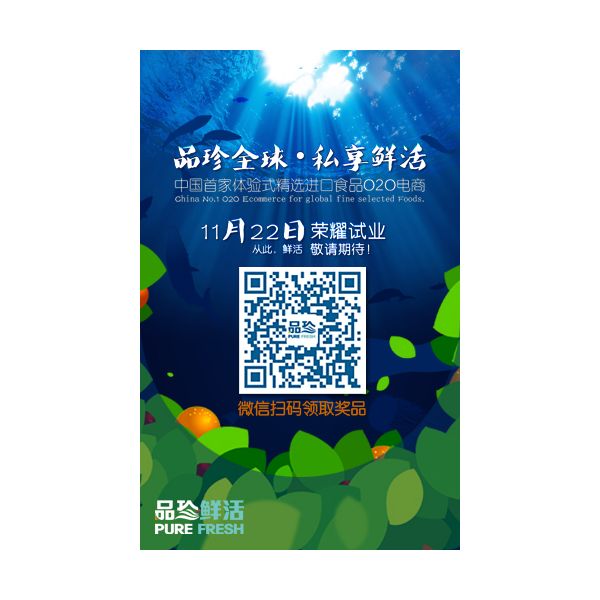 品珍全球·私享鲜活
中国首家体验式精选进口食品O2O电商
China No.1 O2O Ecommerce for global fine selected Foods.
11月22日 荣耀试业
从此，鲜活 敬请期待！
品珍
PURE FRESH
微信扫码领取奖品
品珍鲜活
PURE FRESH